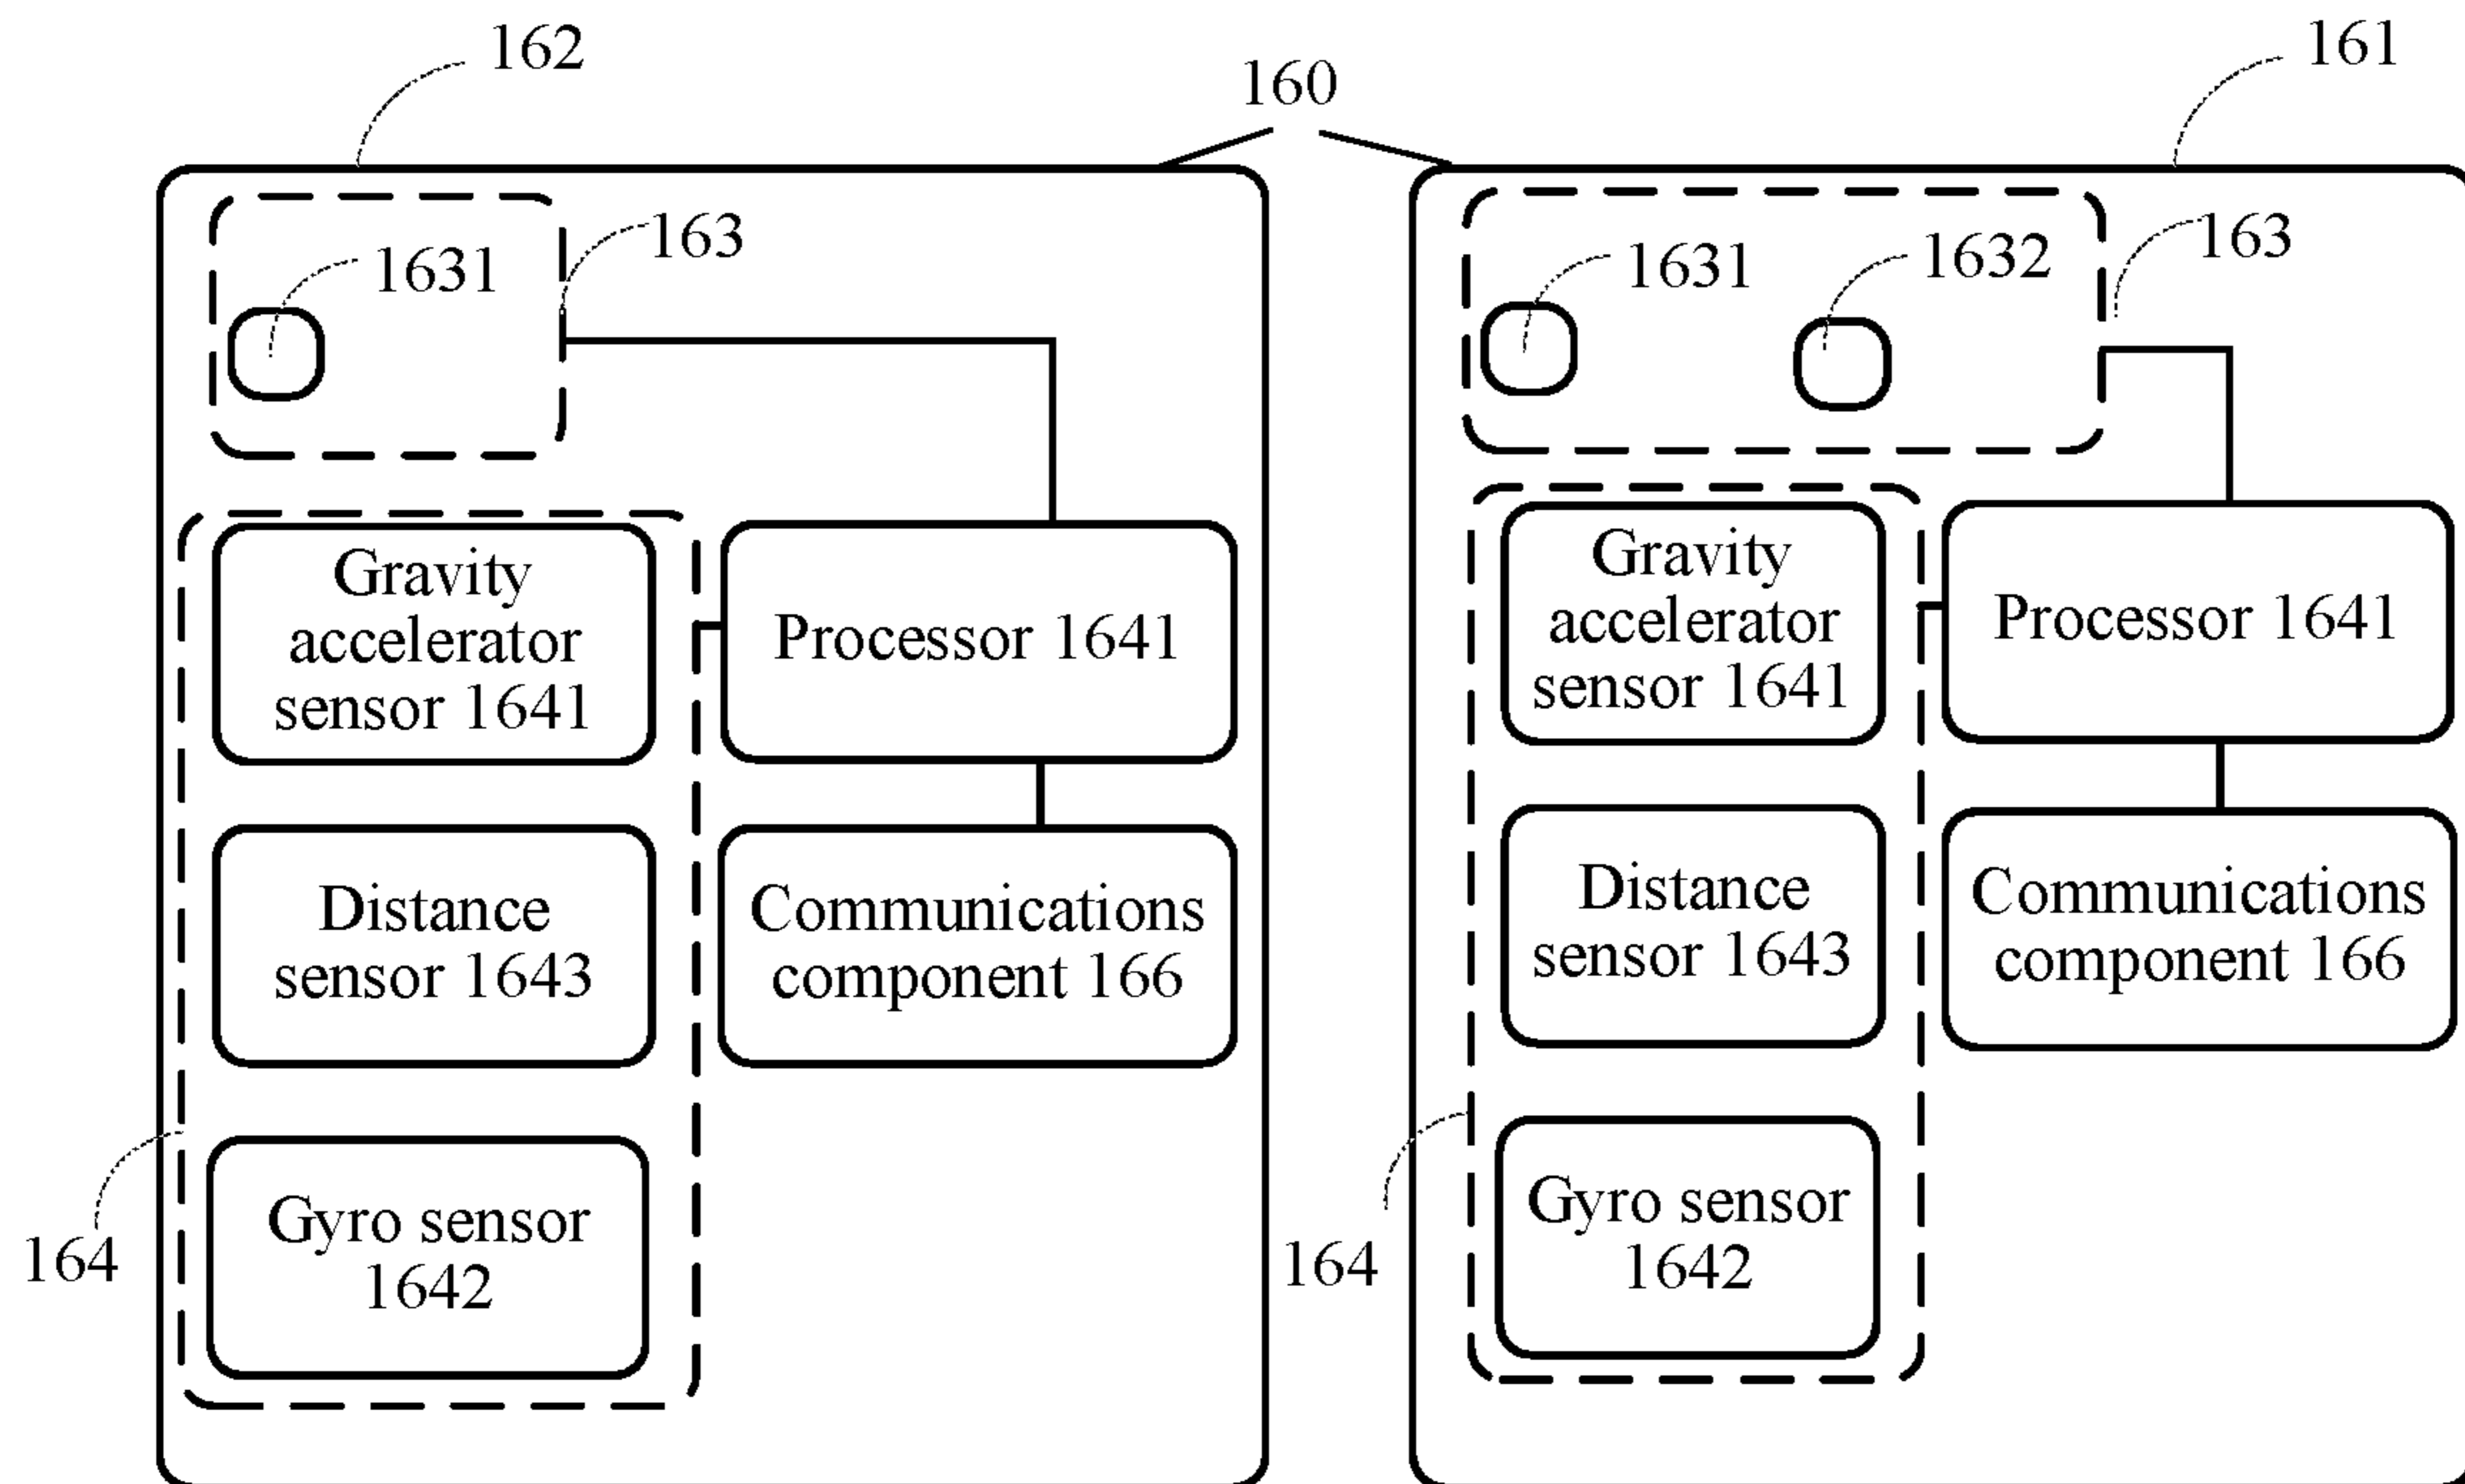 162
160
161
163
1631
163
1631
1632
Gravity
accelerator
sensor 1641
Processor 1641
Distance
sensor 1643
Communications
component 166
Gyro sensor
1642
164
Gravity
accelerator
sensor 1641
Processor 1641
Distance
sensor 1643
Communications
component 166
Gyro sensor
1642
164